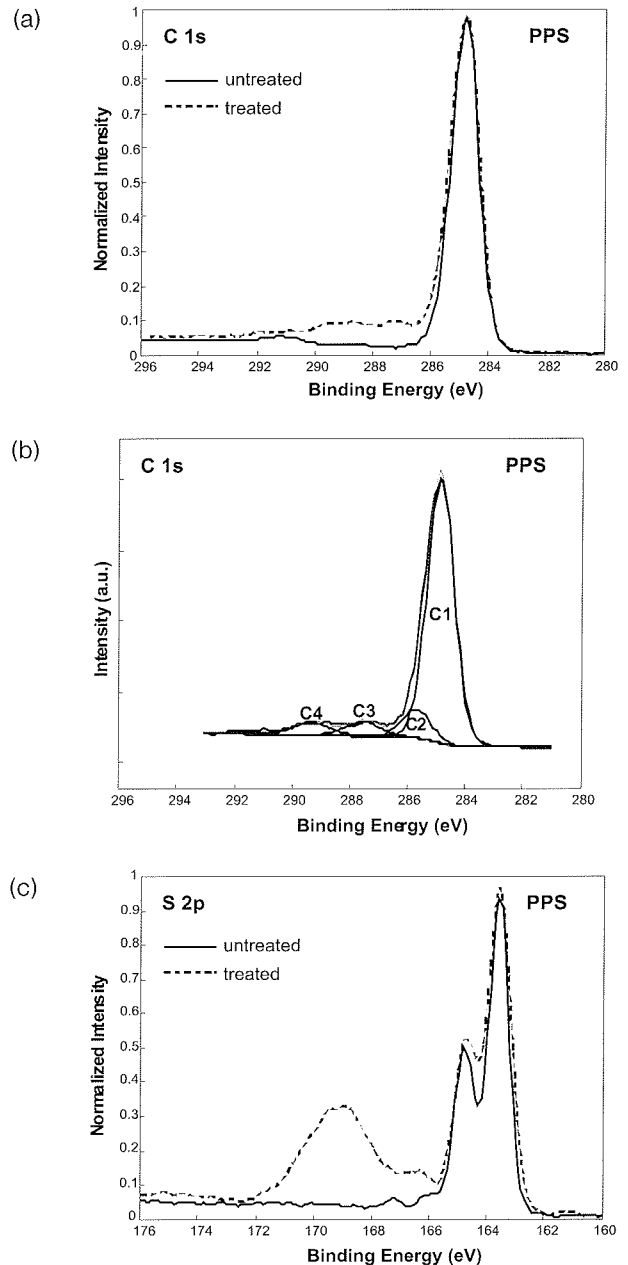 (a)
C 1s PPS
untreated
treated
Normalized Intensity
1
0.9
0.8
0.7
0.6
0.5
0.4
0.3
0.2
0.1
0
296 294 292 290 288 286 284 282 280
Binding Energy (eV)
(b)
C 1s PPS
Intensity (a.u.)
C1
C4 C3 C2
296 294 292 290 288 286 284 282 280
Binding Energy (eV)
(c)
S 2p PPS
untreated
treated
Normalized Intensity
1
0.9
0.8
0.7
0.6
0.5
0.4
0.3
0.2
0.1
0
176 174 172 170 168 166 164 162 160
Binding Energy (eV)